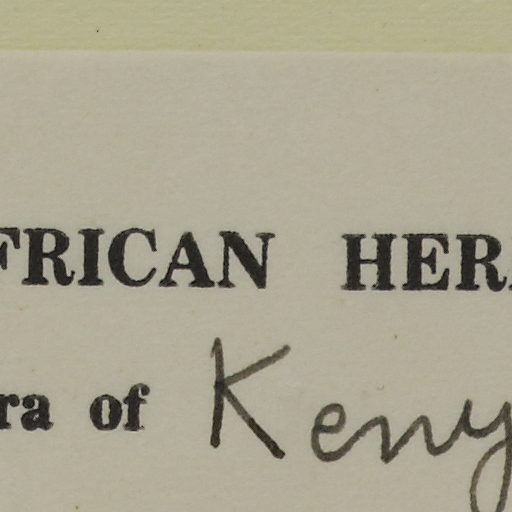 FRICAN HER
ra of Keny